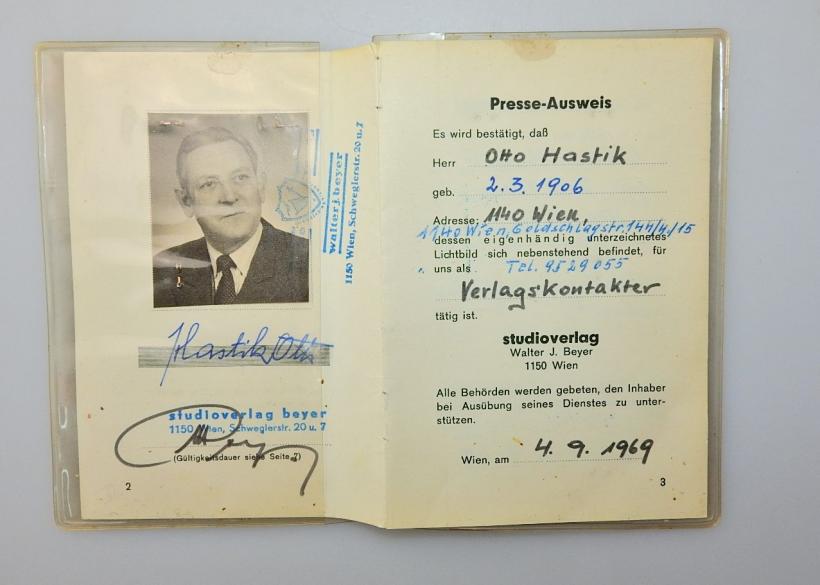 walter j. beyer
1150 Wien, Schweglerstr. 20 u. 7
Hastik Otto
studioverlag beyer
1150 Wien, Schweglerstr. 20 u. 7
(Gültigkeitsdauer siehe Seite 7)
2
Presse-Ausweis
Es wird bestätigt, daß
Herr Otto Hastik
geb. 2. 3. 1906
Adresse: 1140 Wien,
1140 Wien, Goldschlagstr. 144/4/15
dessen eigenhändig unterzeichnetes
Lichtbild sich nebenstehend befindet, für
uns als Tel. 9529055
Verlagskontakter
tätig ist.
studioverlag
Walter J. Beyer
1150 Wien
Alle Behörden werden gebeten, den Inhaber
bei Ausübung seines Dienstes zu unter-
stützen.
Wien, am 4. 9. 1969
3